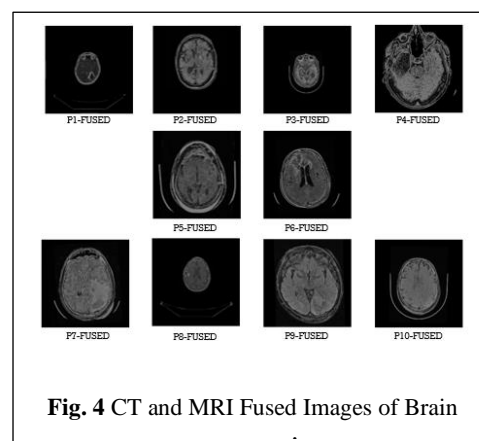 P1-FUSED P2-FUSED P3-FUSED P4-FUSED
P5-FUSED P6-FUSED
P7-FUSED P8-FUSED P9-FUSED P10-FUSED
Fig. 4 CT and MRI Fused Images of Brain